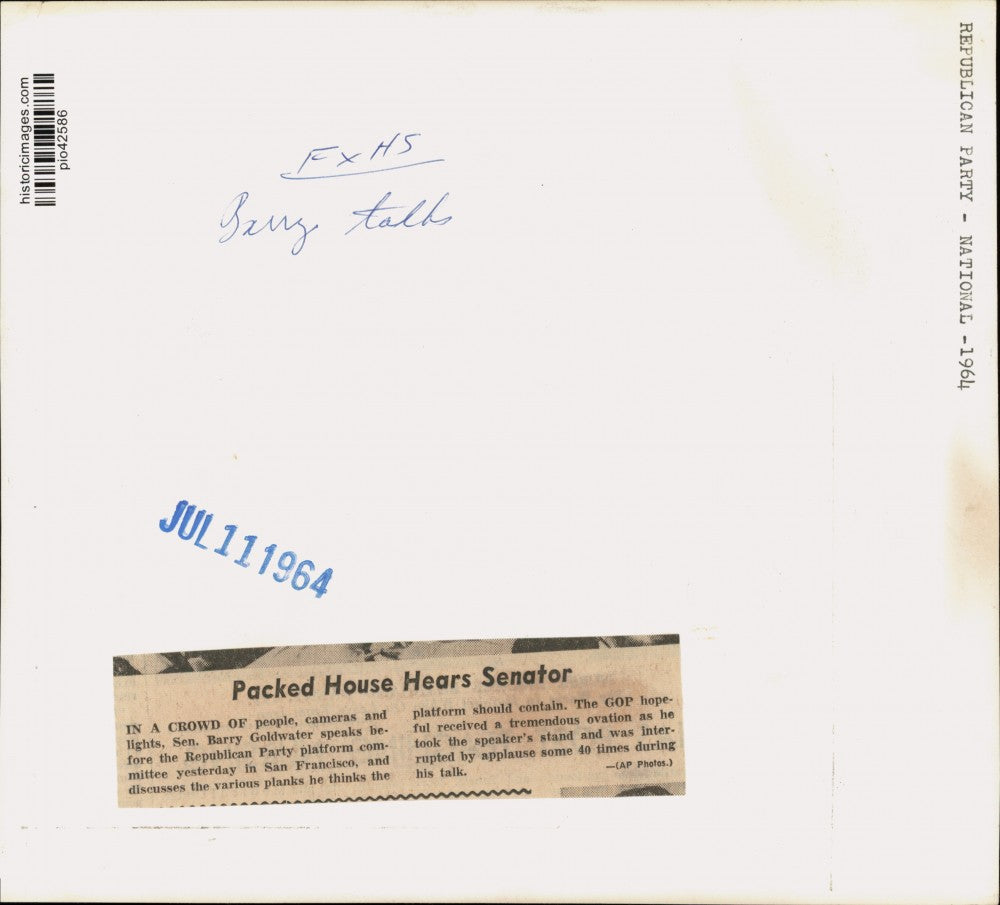 historicimages.com
pio42586
REPUBLICAN PARTY - NATIONAL -1964
FxHS
Barry talks
JUL 11 1964
Packed House Hears Senator
IN A CROWD OF people, cameras and
lights, Sen. Barry Goldwater speaks be-
fore the Republican Party platform com-
mittee yesterday in San Francisco, and
discusses the various planks he thinks the
platform should contain. The GOP hope-
ful received a tremendous ovation as he
took the speaker's stand and was inter-
rupted by applause some 40 times during
his talk.
—(AP Photos.)